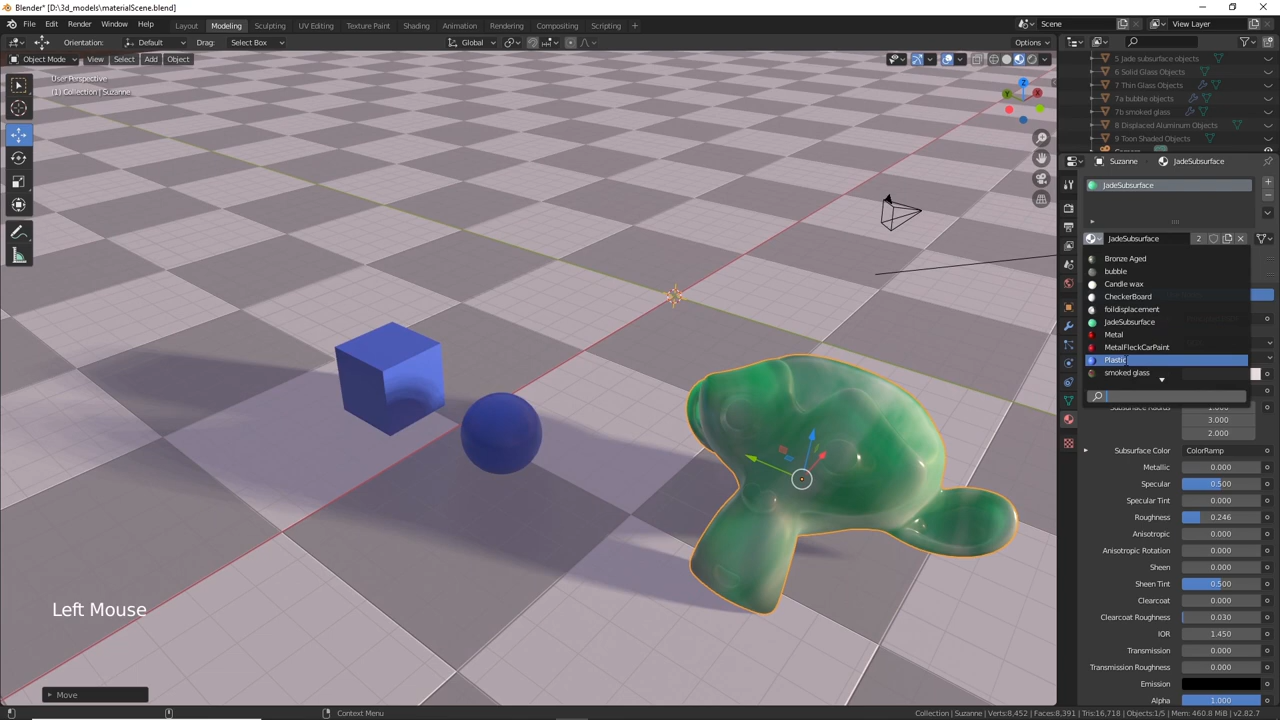 Blender* [D:\3d_models\materialScene.blend]
File Edit Render Window Help Layout Modeling Sculpting UV Editing Texture Paint Shading Animation Rendering Compositing Scripting Scene View Layer
Orientation: Default Drag: Select Box Global Options
Object Mode View Select Add Object
User Perspective
(1) Collection | Suzanne
5 Jade subsurface objects
6 Solid Glass Objects
7 Thin Glass Objects
7a bubble objects
7b smoked glass
8 Displaced Aluminum Objects
9 Toon Shaded Objects
Suzanne JadeSubsurface
JadeSubsurface
JadeSubsurface 2
Bronze Aged
bubble
Candle wax
CheckerBoard
foildisplacement
JadeSubsurface
Metal
MetalFleckCarPaint
Plastic
smoked glass
3.000
2.000
Subsurface Color ColorRamp
Metallic 0.000
Specular 0.500
Specular Tint 0.000
Roughness 0.246
Anisotropic 0.000
Anisotropic Rotation 0.000
Sheen 0.000
Sheen Tint 0.500
Clearcoat 0.000
Clearcoat Roughness 0.030
IOR 1.450
Transmission 0.000
Transmission Roughness 0.000
Emission
Alpha 1.000
Left Mouse
Move
Context Menu
Collection | Suzanne | Verts:8,452 | Faces:8,391 | Tris:16,718 | Objects:1/5 | Mem: 460.8 MiB | v2.82.7